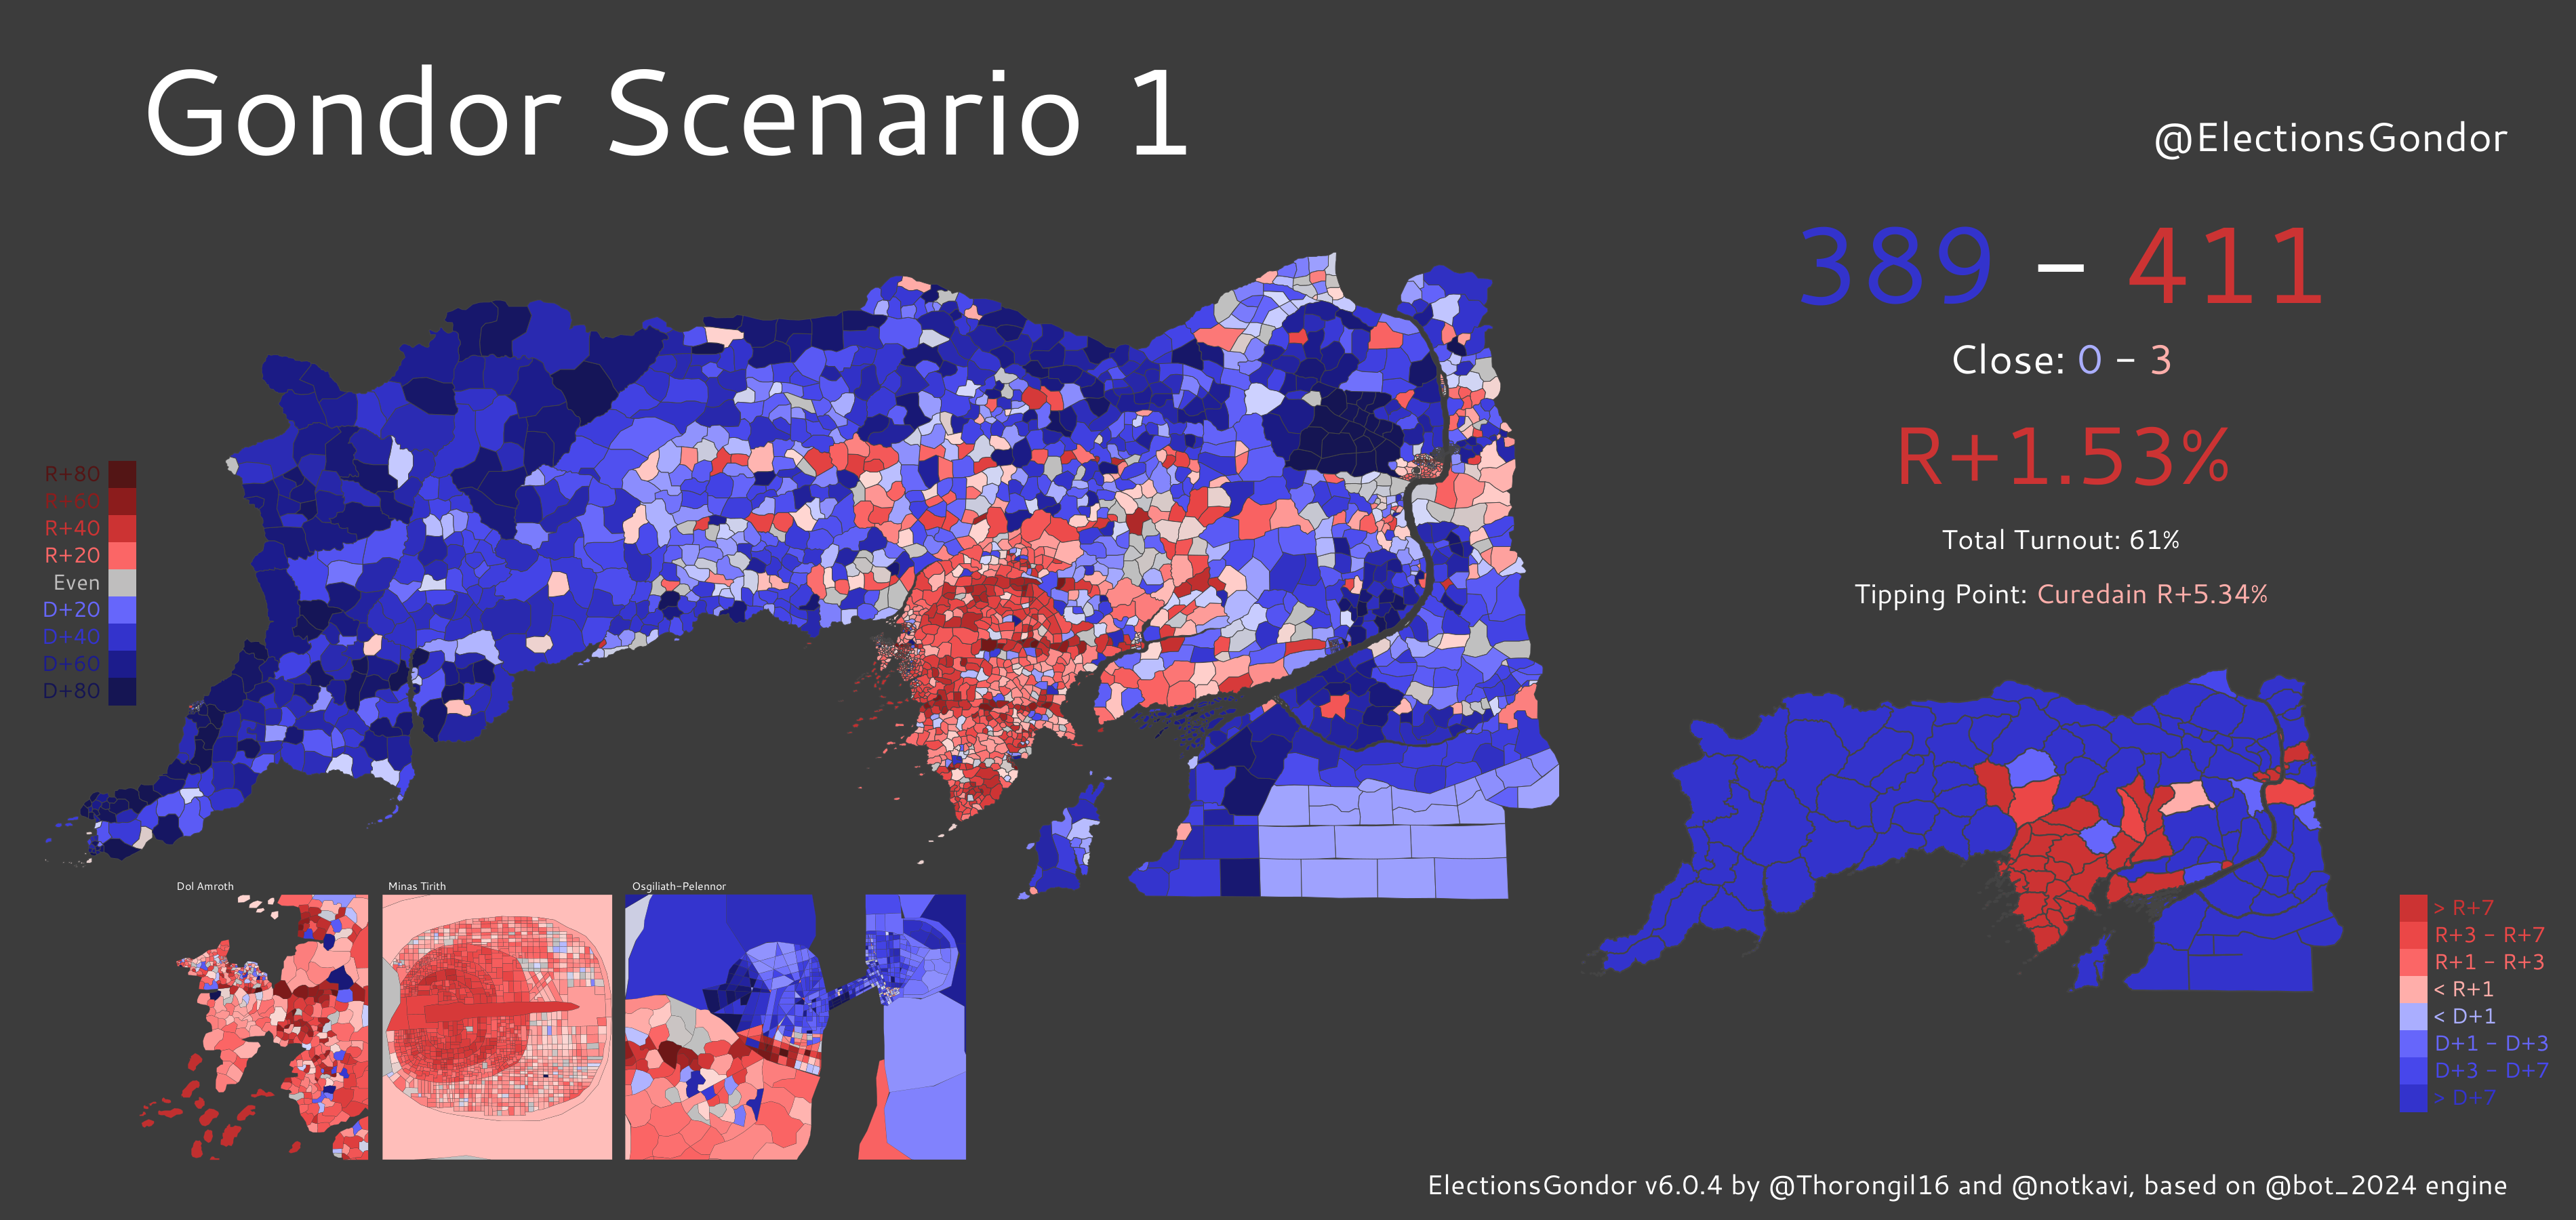 Gondor Scenario 1
@ElectionsGondor
389 – 411
Close: 0 – 3
R+1.53%
Total Turnout: 61%
Tipping Point: Curedain R+5.34%
R+80
R+60
R+40
R+20
Even
D+20
D+40
D+60
D+80
Dol Amroth
Minas Tirith
Osgiliath-Pelennor
> R+7
R+3 – R+7
R+1 – R+3
< R+1
< D+1
D+1 – D+3
D+3 – D+7
> D+7
ElectionsGondor v6.0.4 by @Thorongil16 and @notkavi, based on @bot_2024 engine